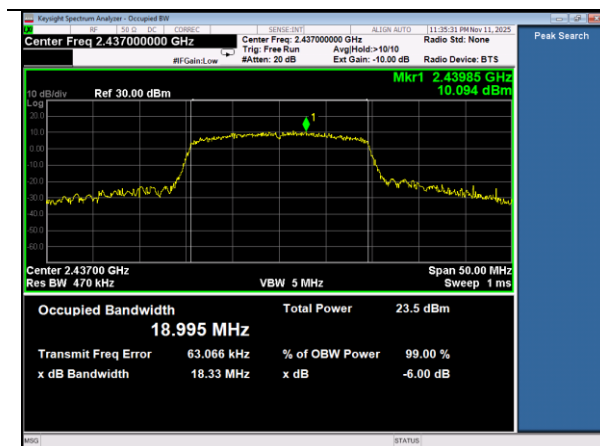 Keysight Spectrum Analyzer - Occupied BW
LXI RF 50 Ω DC CORREC SENSE:INT ALIGN AUTO 11:35:31 PM Nov 11, 2025
Center Freq 2.437000000 GHz Center Freq: 2.437000000 GHz Radio Std: None Peak Search
Trig: Free Run Avg|Hold:>10/10
#IFGain:Low #Atten: 20 dB Ext Gain: -10.00 dB Radio Device: BTS
Mkr1 2.43985 GHz
10 dB/div Ref 30.00 dBm 10.094 dBm
Log
20.0
10.0
0.00
-10.0
-20.0
-30.0
-40.0
-50.0
-60.0
1
Center 2.43700 GHz Span 50.00 MHz
Res BW 470 kHz VBW 5 MHz Sweep 1 ms
Occupied Bandwidth Total Power 23.5 dBm
18.995 MHz
Transmit Freq Error 63.066 kHz % of OBW Power 99.00 %
x dB Bandwidth 18.33 MHz x dB -6.00 dB
MSG STATUS